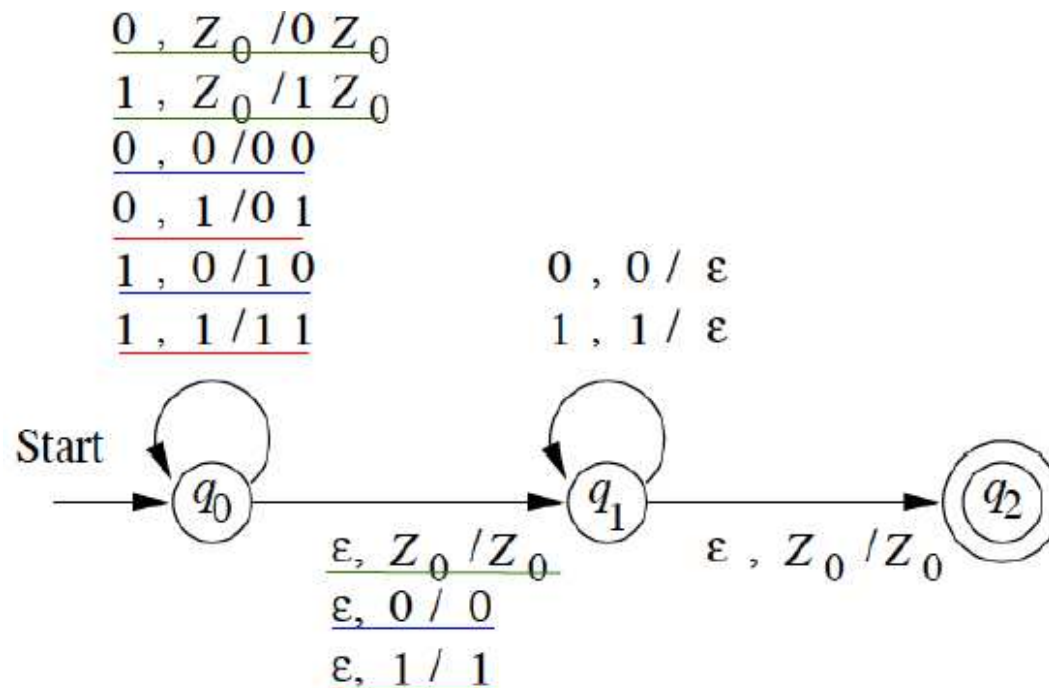 0 , Z₀ /0 Z₀
1 , Z₀ /1 Z₀
0 , 0 /0 0
0 , 1 /0 1
1 , 0 /1 0
1 , 1 /1 1
0 , 0 / ε
1 , 1 / ε
Start
q₀
q₁
q₂
ε, Z₀ /Z₀
ε, 0 / 0
ε, 1 / 1
ε , Z₀ /Z₀